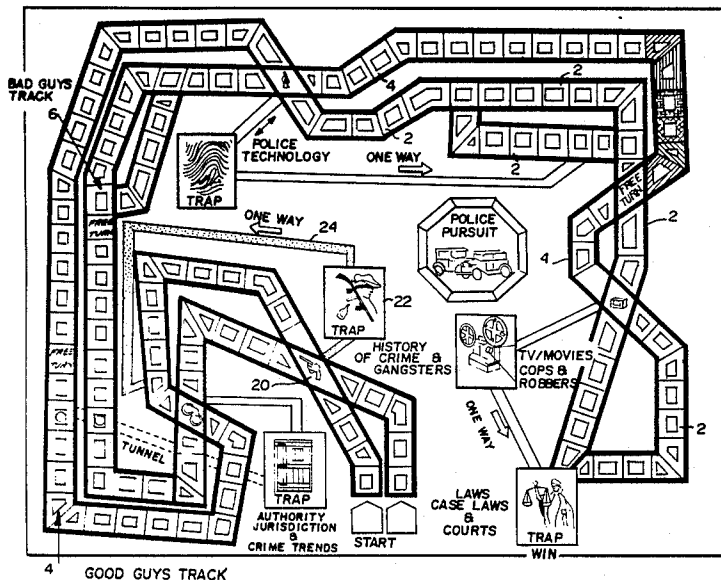 BAD GUYS
TRACK
6
4
2
2
2
POLICE
TECHNOLOGY
ONE WAY
TRAP
FREE
TURN
ONE WAY
24
POLICE
PURSUIT
FREE
TURN
2
4
22
TRAP
HISTORY
OF CRIME &
GANGSTERS
20
TV/MOVIES
COPS &
ROBBERS
FREE
TURN
ONE
WAY
2
TUNNEL
TRAP
AUTHORITY
JURISDICTION
&
CRIME TRENDS
START
LAWS
CASE LAWS
&
COURTS
TRAP
WIN
4
GOOD GUYS TRACK